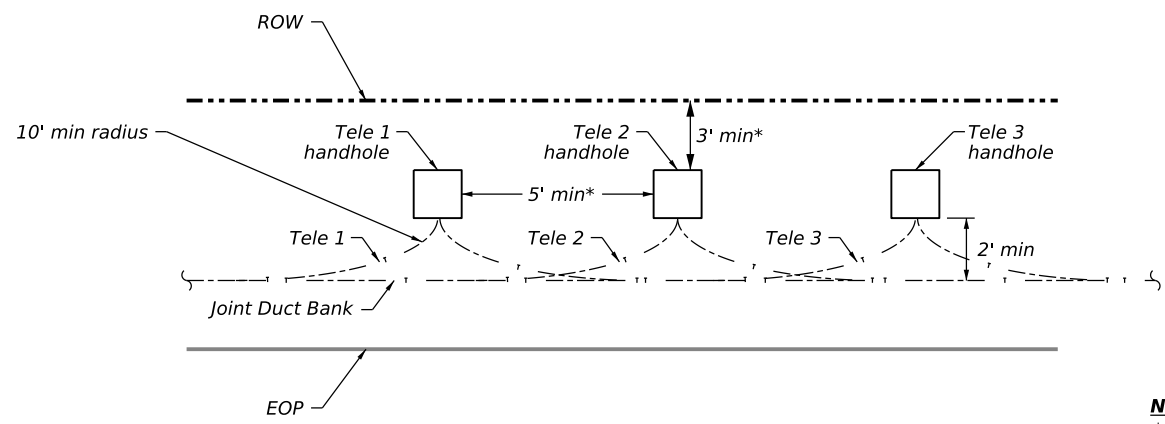 ROW
10' min radius
Tele 1
handhole
Tele 2
handhole
3' min*
Tele 3
handhole
5' min*
Tele 1
Tele 2
Tele 3
2' min
Joint Duct Bank
EOP
N